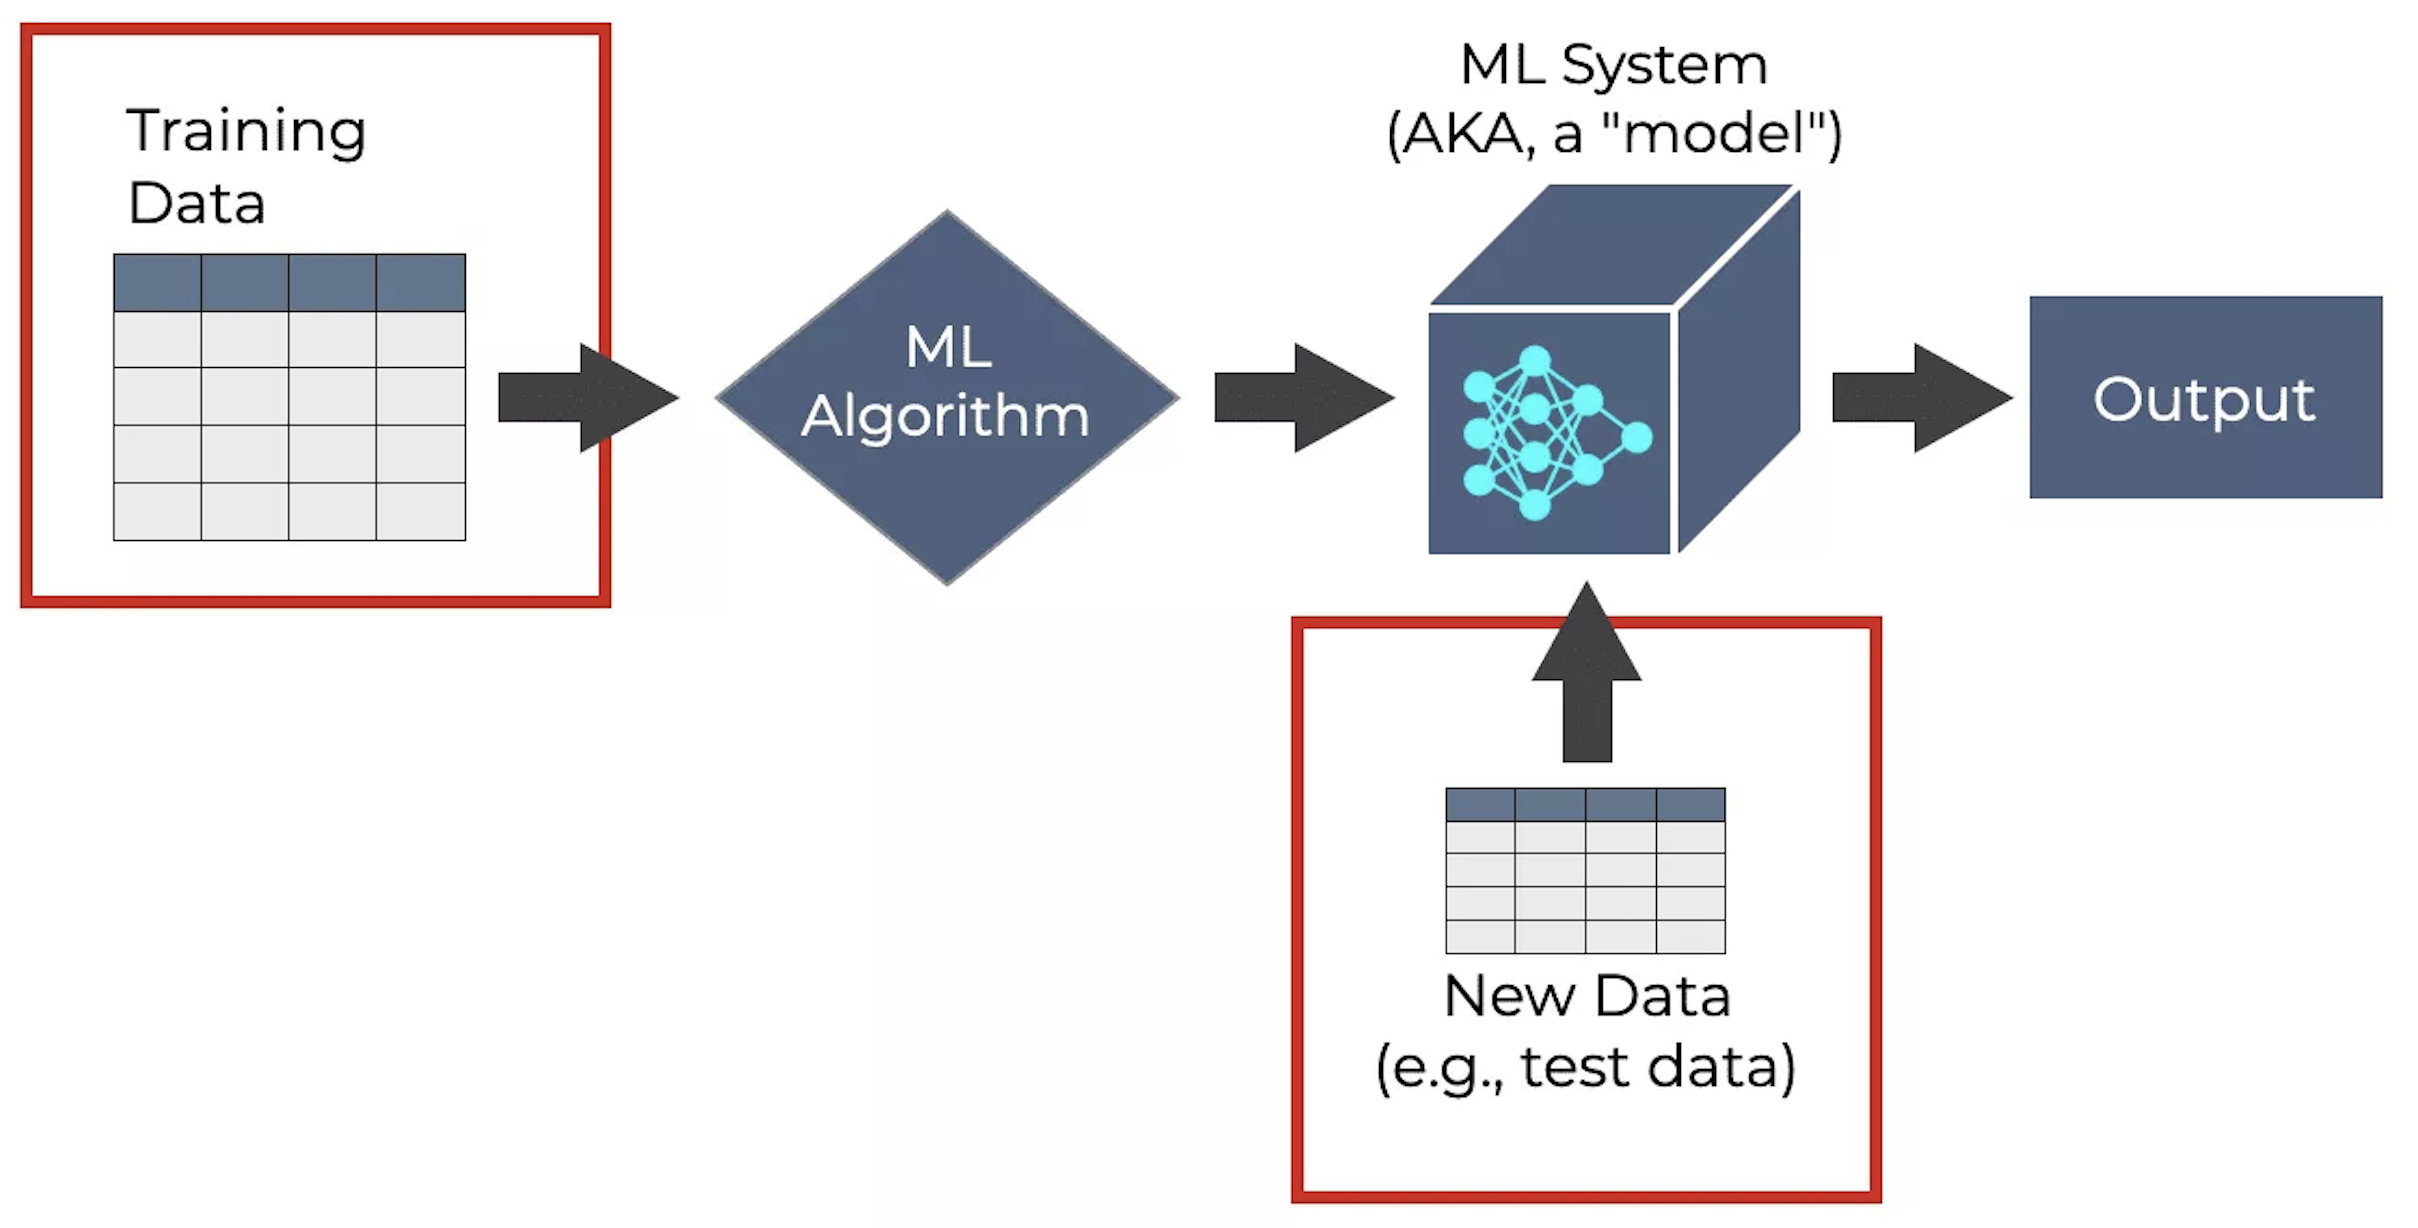 Training
Data
ML
Algorithm
ML System
(AKA, a "model")
Output
New Data
(e.g., test data)